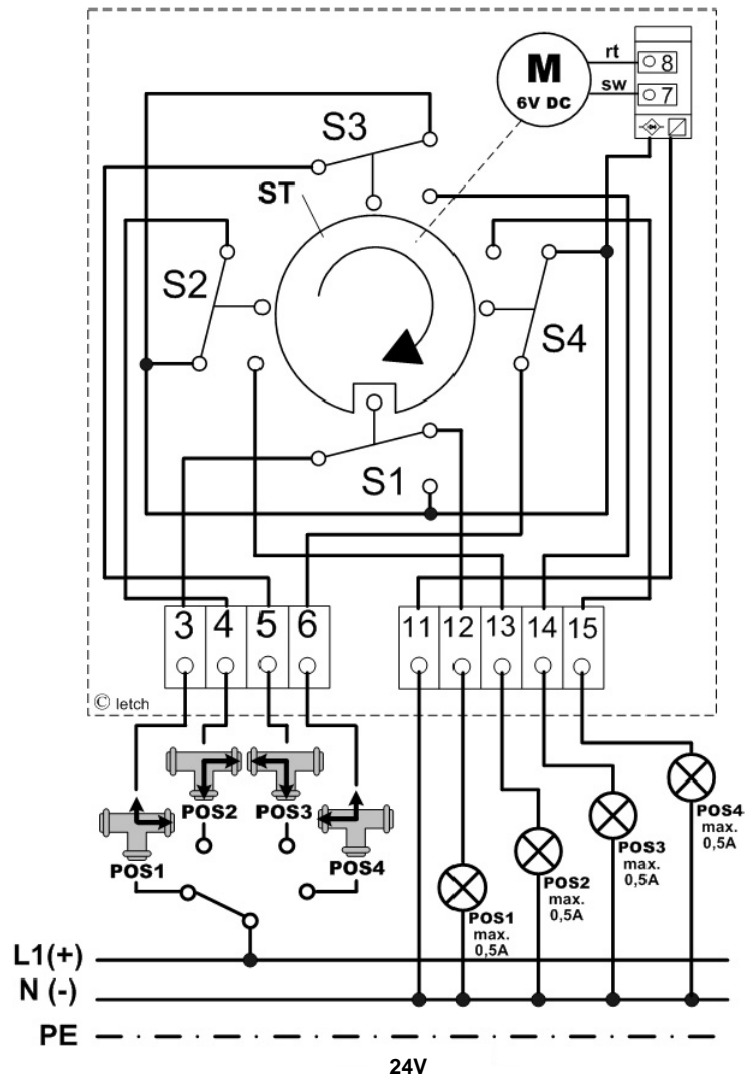 rt
M
8
sw
6V DC
7
S3
ST
S2
S4
S1
3 4 5 6
11 12 13 14 15
© letch
POS2 POS3
POS1 POS4
POS4
max.
0,5A
POS3
max.
0,5A
POS2
max.
0,5A
POS1
max.
0,5A
L1(+)
N (-)
PE
24V